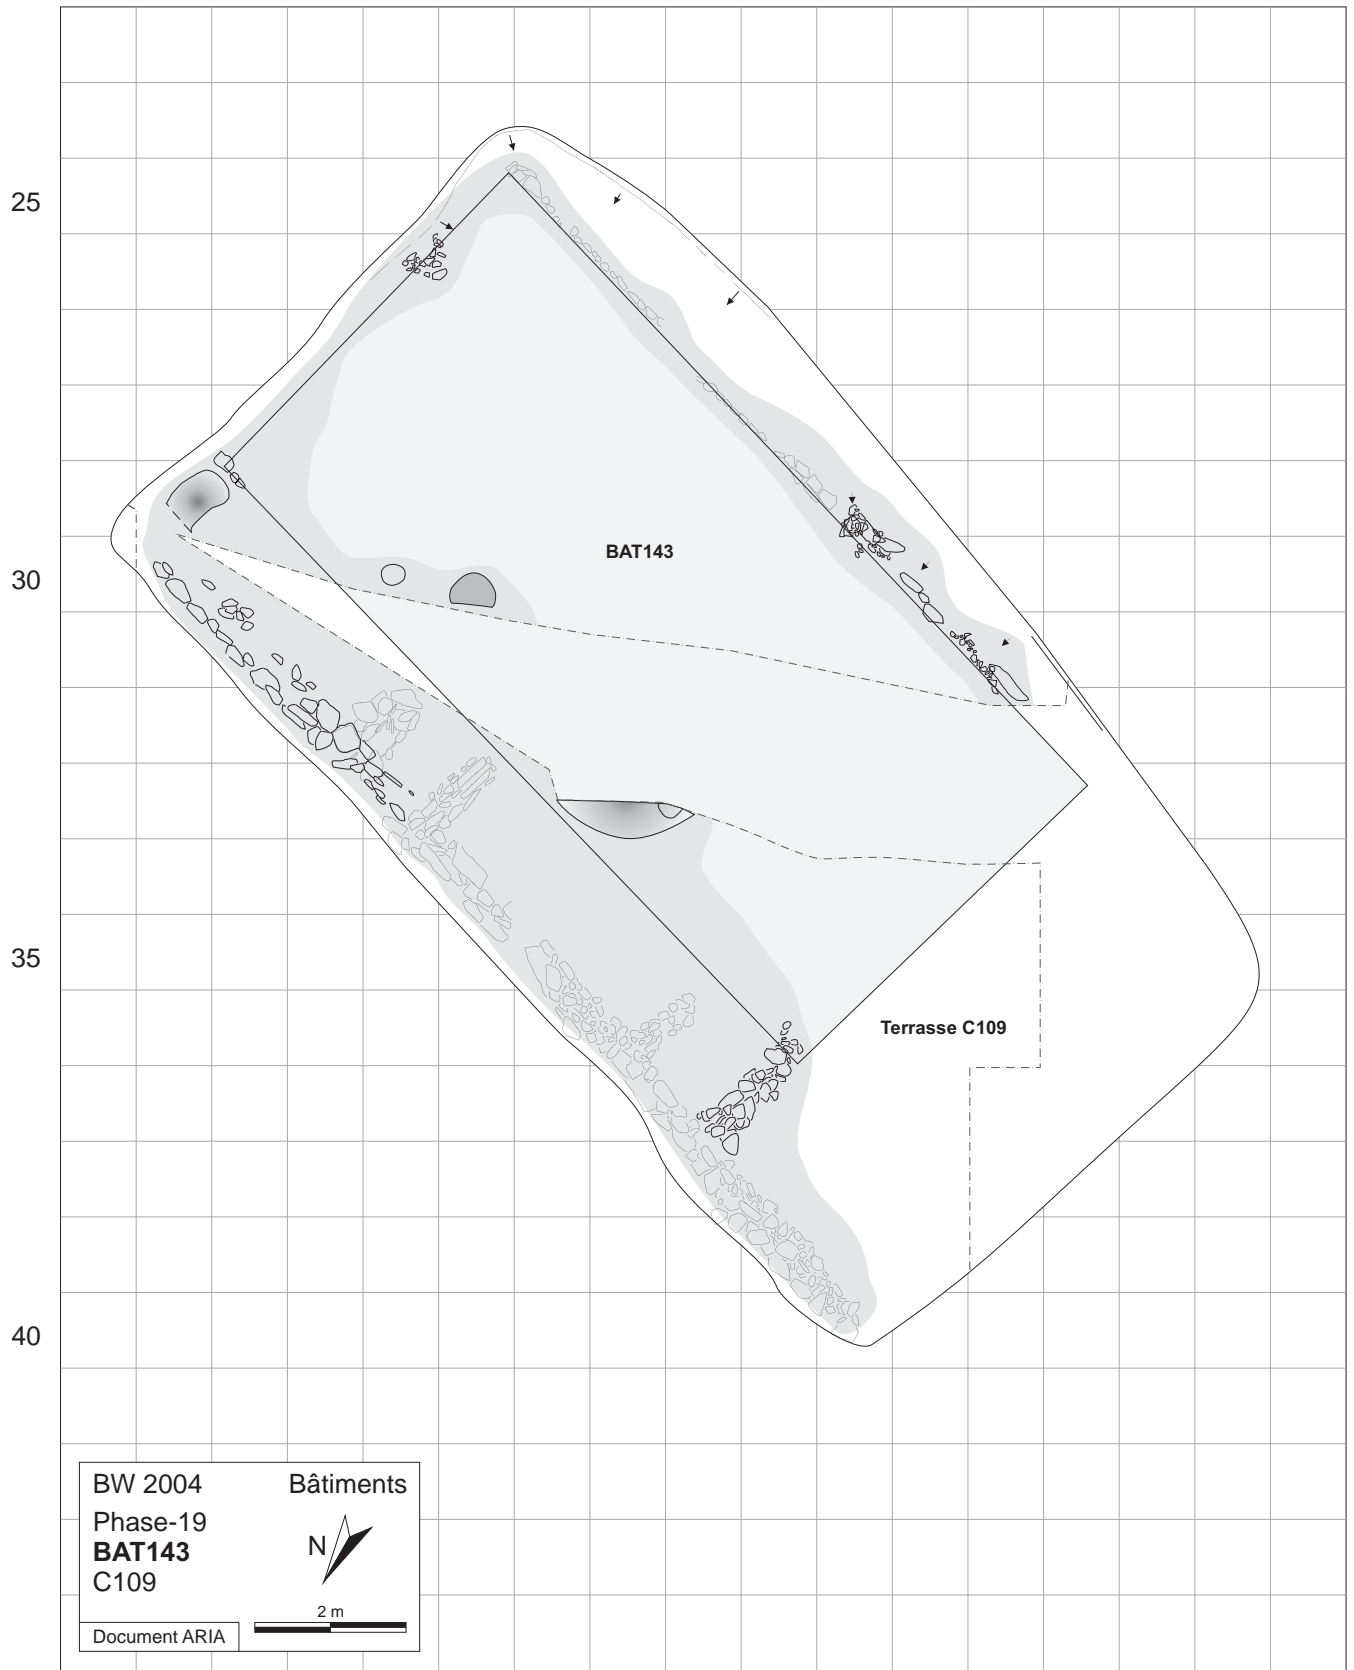 25
BAT143
30
35
Terrasse C109
40
BW 2004 Bâtiments
Phase-19
BAT143
N
C109
2 m
Document ARIA